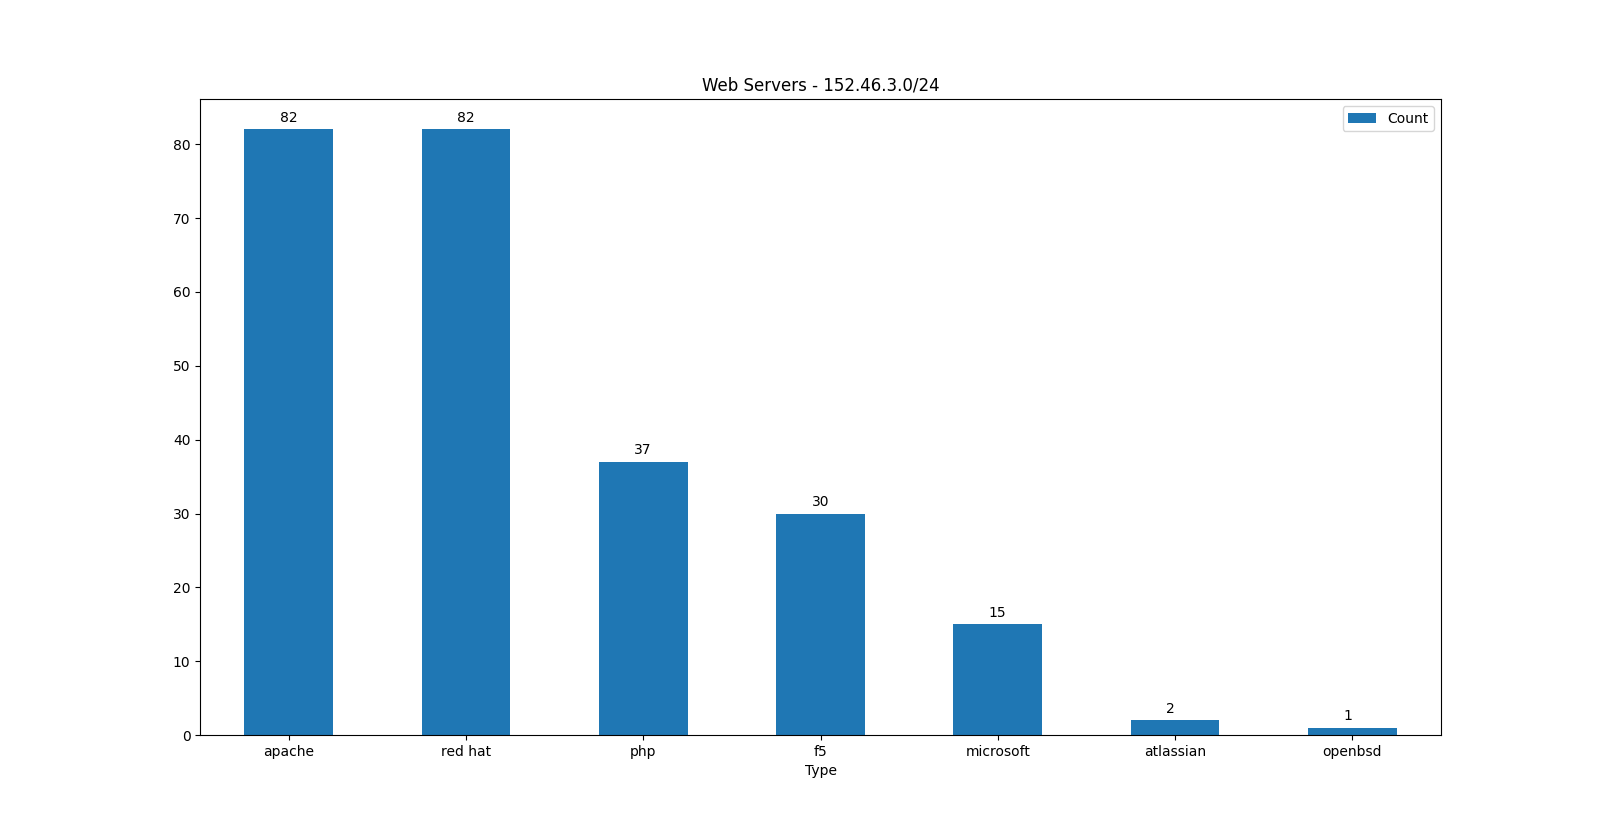 Web Servers - 152.46.3.0/24
Count
82
82
37
30
15
2
1
80
70
60
50
40
30
20
10
0
apache
red hat
php
f5
microsoft
atlassian
openbsd
Type